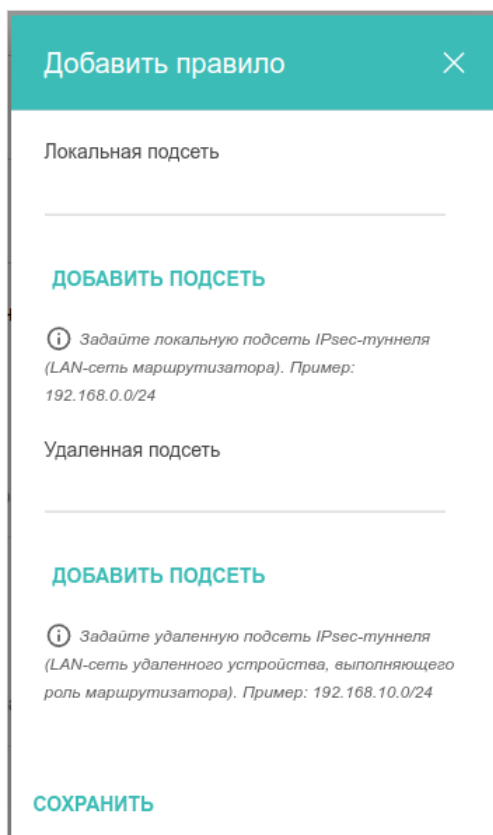 Добавить правило
Локальная подсеть
ДОБАВИТЬ ПОДСЕТЬ
Задайте локальную подсеть IPsec-туннеля
(LAN-сеть маршрутизатора). Пример:
192.168.0.0/24
Удаленная подсеть
ДОБАВИТЬ ПОДСЕТЬ
Задайте удаленную подсеть IPsec-туннеля
(LAN-сеть удаленного устройства, выполняющего
роль маршрутизатора). Пример: 192.168.10.0/24
СОХРАНИТЬ